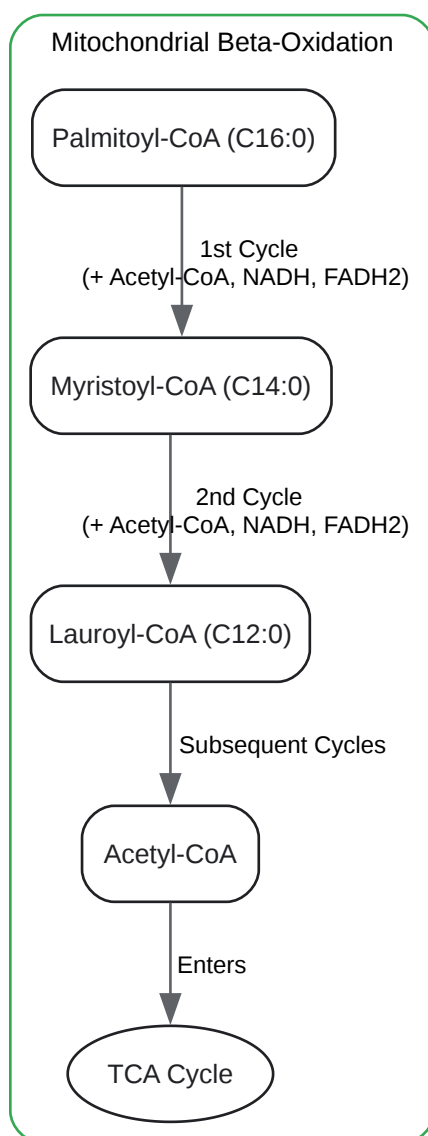 Mitochondrial Beta-Oxidation
Palmitoyl-CoA (C16:0)
1st Cycle
(+ Acetyl-CoA, NADH, FADH2)
Myristoyl-CoA (C14:0)
2nd Cycle
(+ Acetyl-CoA, NADH, FADH2)
Lauroyl-CoA (C12:0)
Subsequent Cycles
Acetyl-CoA
Enters
TCA Cycle